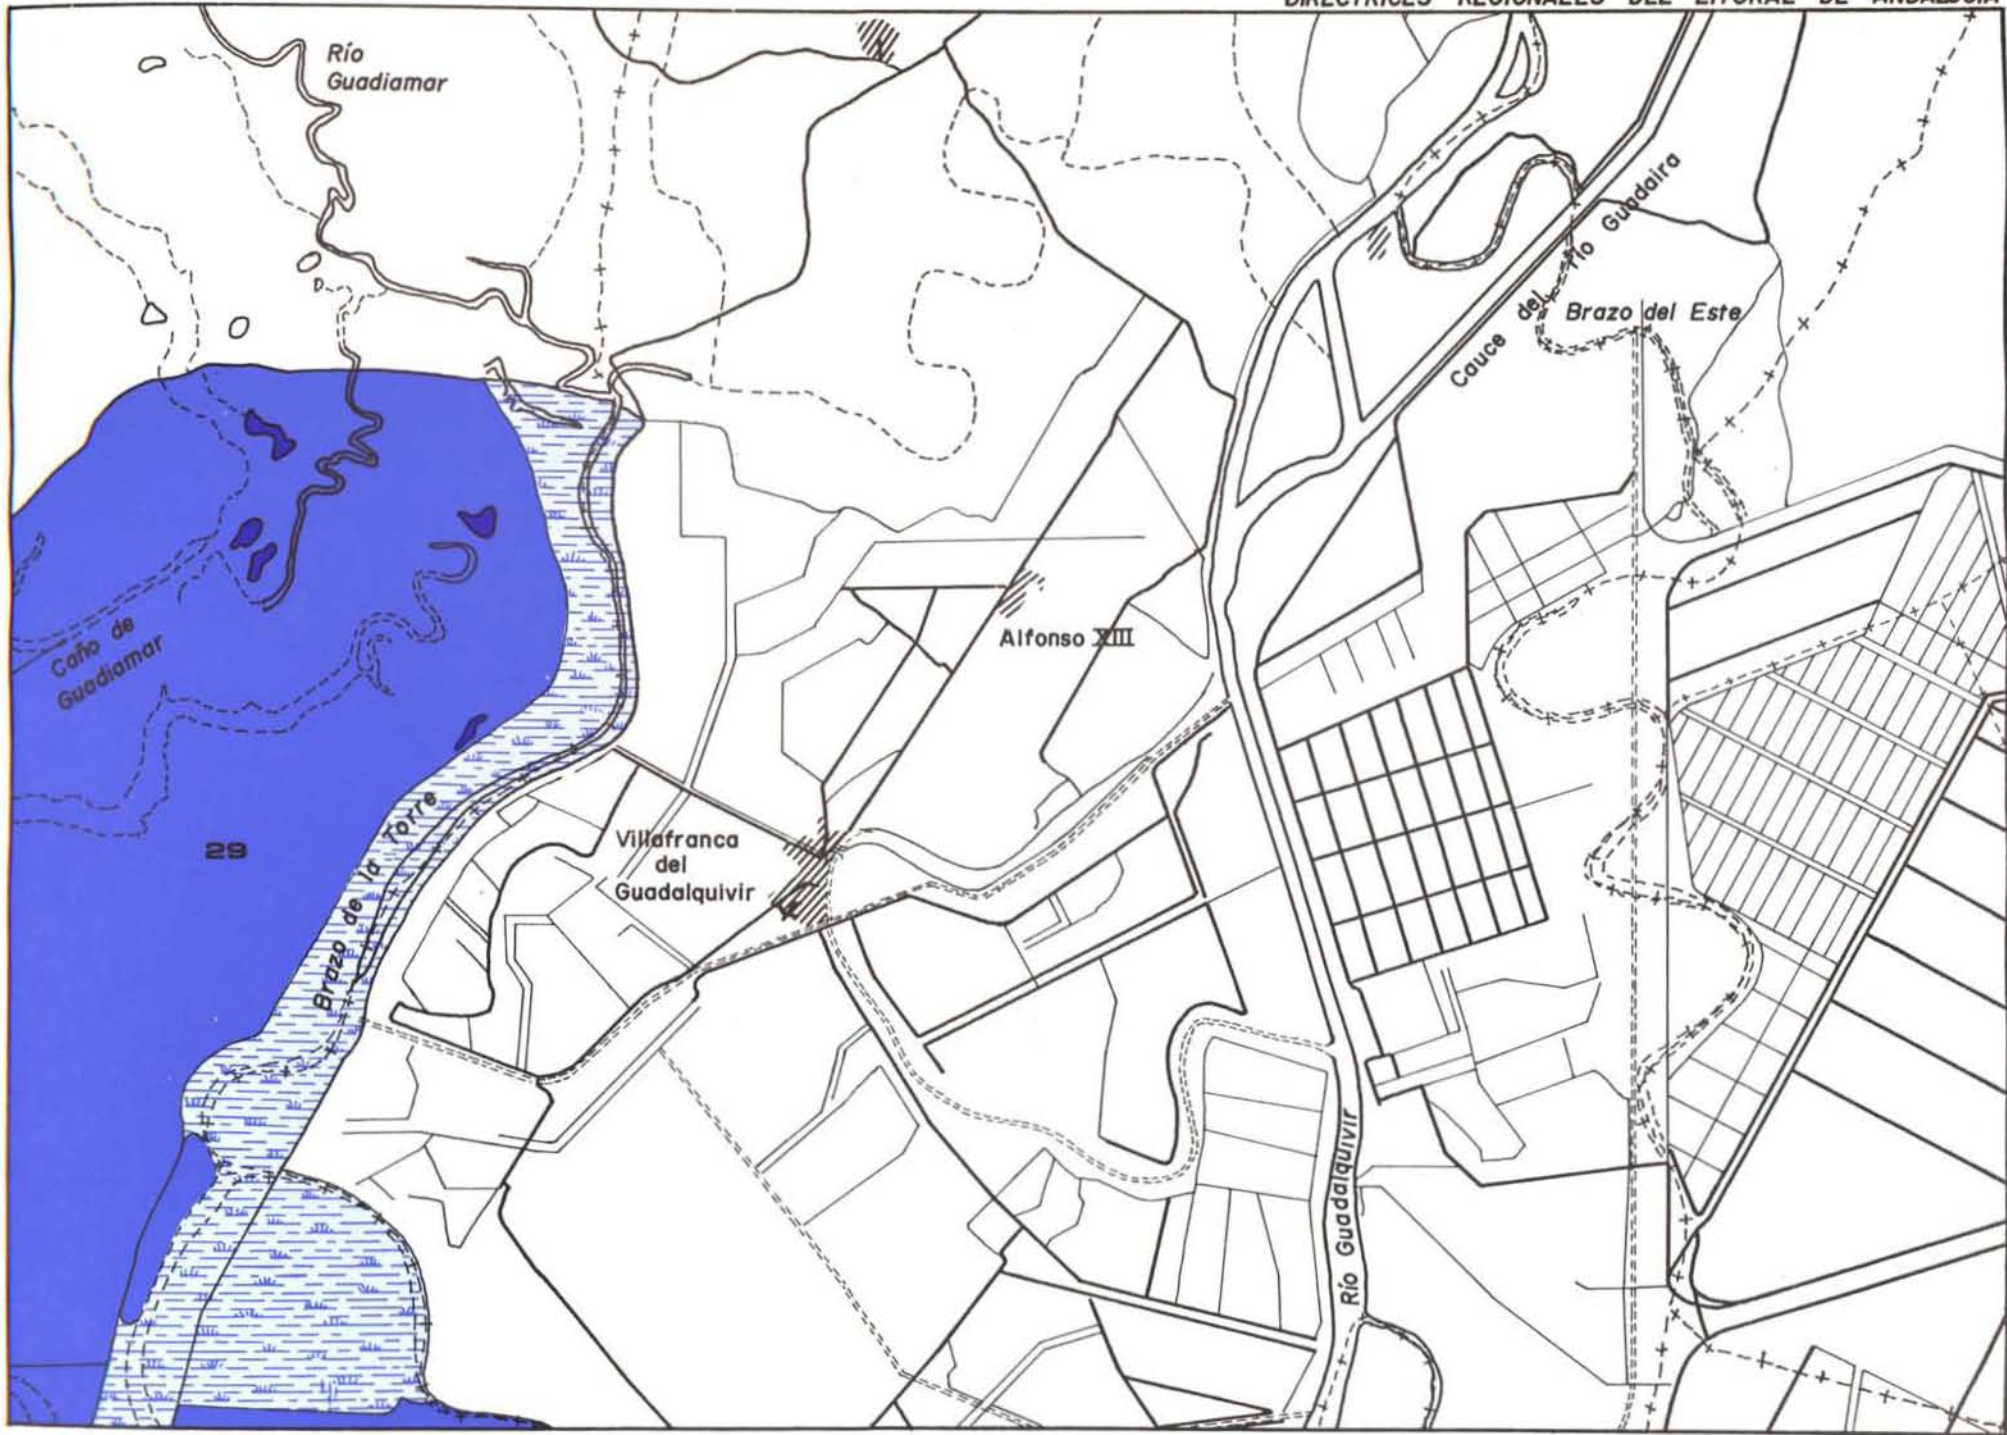 DIRECTRICES REGIONALES DEL LITORAL DE ANDALUCIA
Río
Guadiamar
Cauce del río Guadaira
Brazo del Este
Alfonso XIII
Caño de
Guadiamar
29
Brazo de la Torre
Villafranca
del
Guadalquivir
Río Guadalquivir